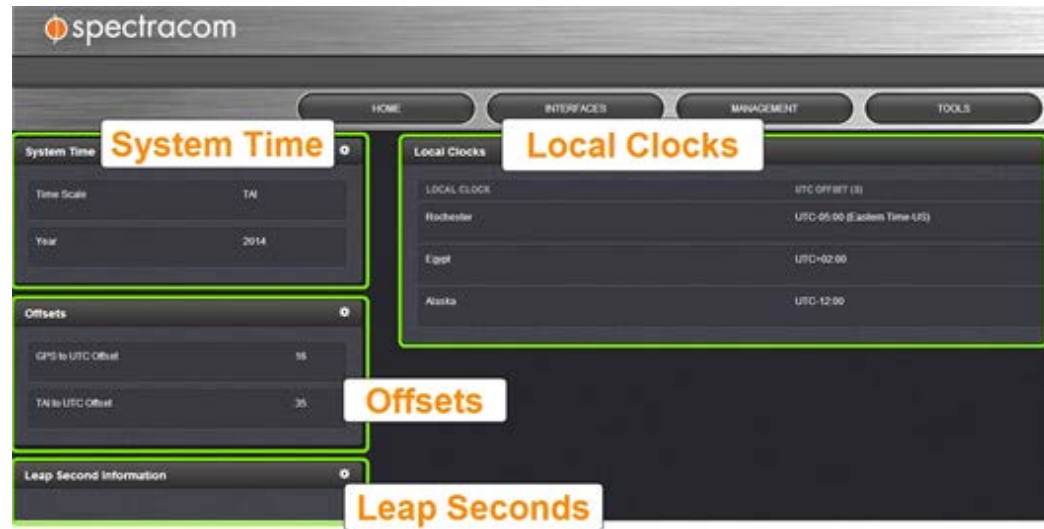 spectracom
HOME INTERFACES MANAGEMENT TOOLS
System Time
System Time
Time Scale TAI
Year 2014
Local Clocks
Local Clocks
LOCAL CLOCK UTC OFFSET (S)
Rochester UTC-05:00 (Eastern Time-US)
Egypt UTC+02:00
Alaska UTC-12:00
Offsets
GPS to UTC Offset 16
TAI to UTC Offset 35
Offsets
Leap Second Information
Leap Seconds